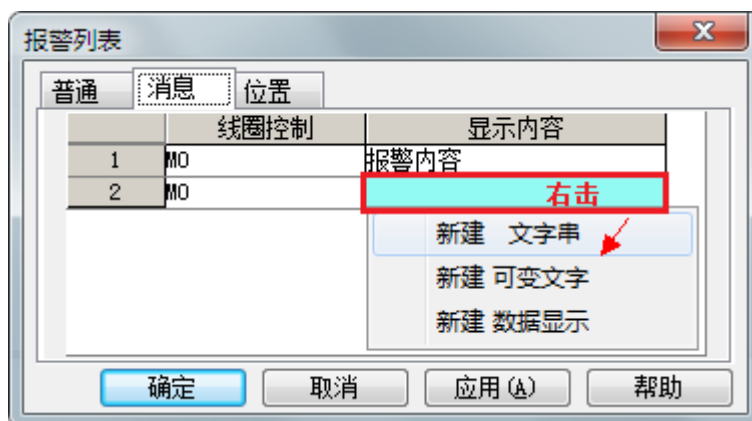 报警列表
普通 消息 位置
线圈控制 显示内容
1 M0 报警内容
2 M0 右击
新建 文字串
新建 可变文字
新建 数据显示
确定 取消 应用(A) 帮助